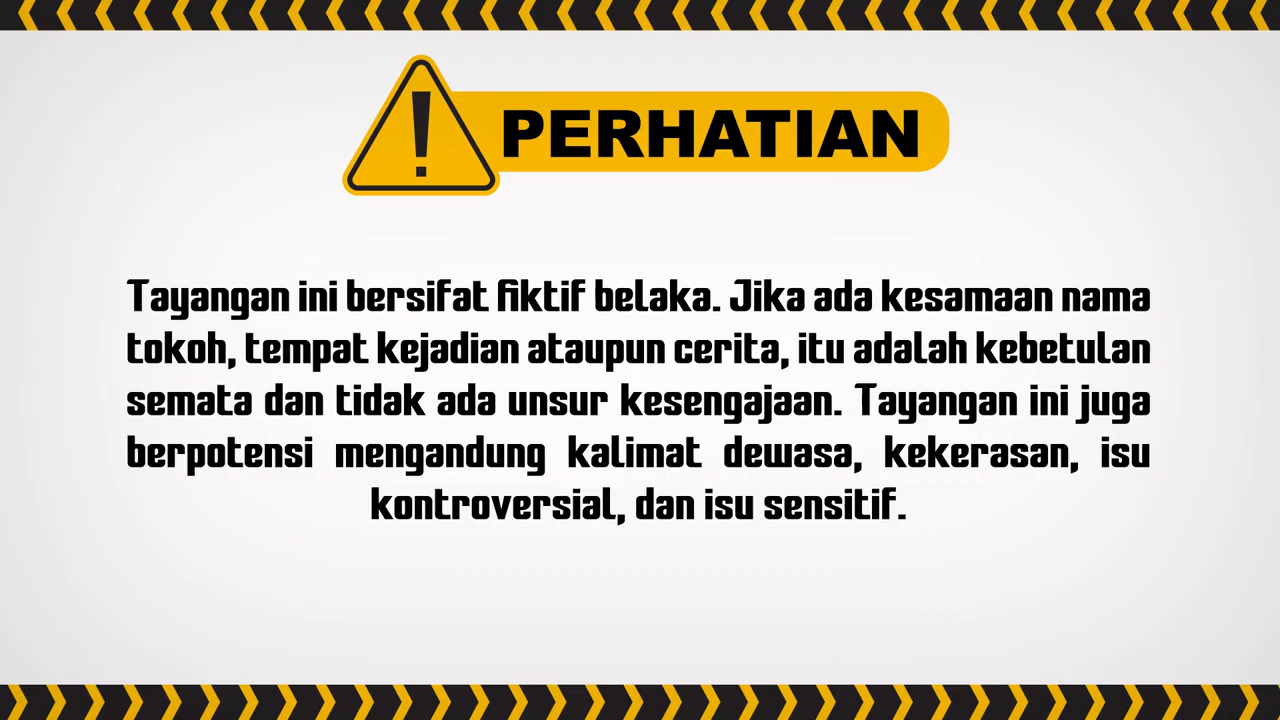 !
PERHATIAN
Tayangan ini bersifat fiktif belaka. Jika ada kesamaan nama
tokoh, tempat kejadian ataupun cerita, itu adalah kebetulan
semata dan tidak ada unsur kesengajaan. Tayangan ini juga
berpotensi mengandung kalimat dewasa, kekerasan, isu
kontroversial, dan isu sensitif.